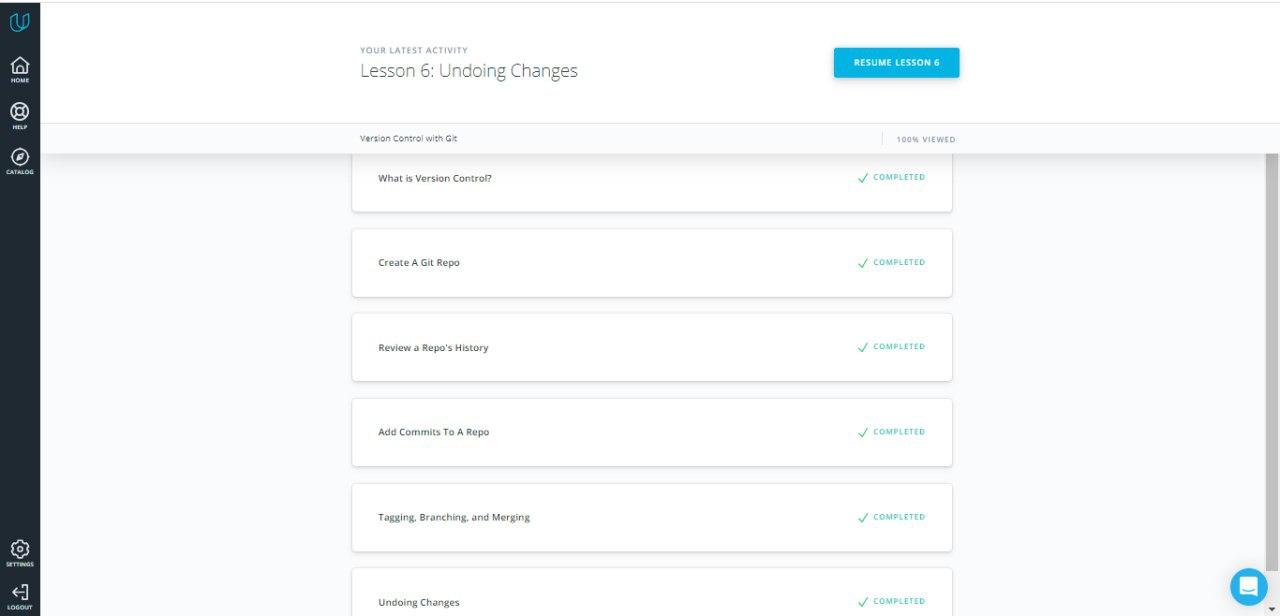 YOUR LATEST ACTIVITY
Lesson 6: Undoing Changes
RESUME LESSON 6
HOME
HELP
CATALOG
Version Control with Git
100% VIEWED
What is Version Control?
COMPLETED
Create A Git Repo
COMPLETED
Review a Repo's History
COMPLETED
Add Commits To A Repo
COMPLETED
Tagging, Branching, and Merging
COMPLETED
Undoing Changes
COMPLETED
SETTINGS
LOGOUT